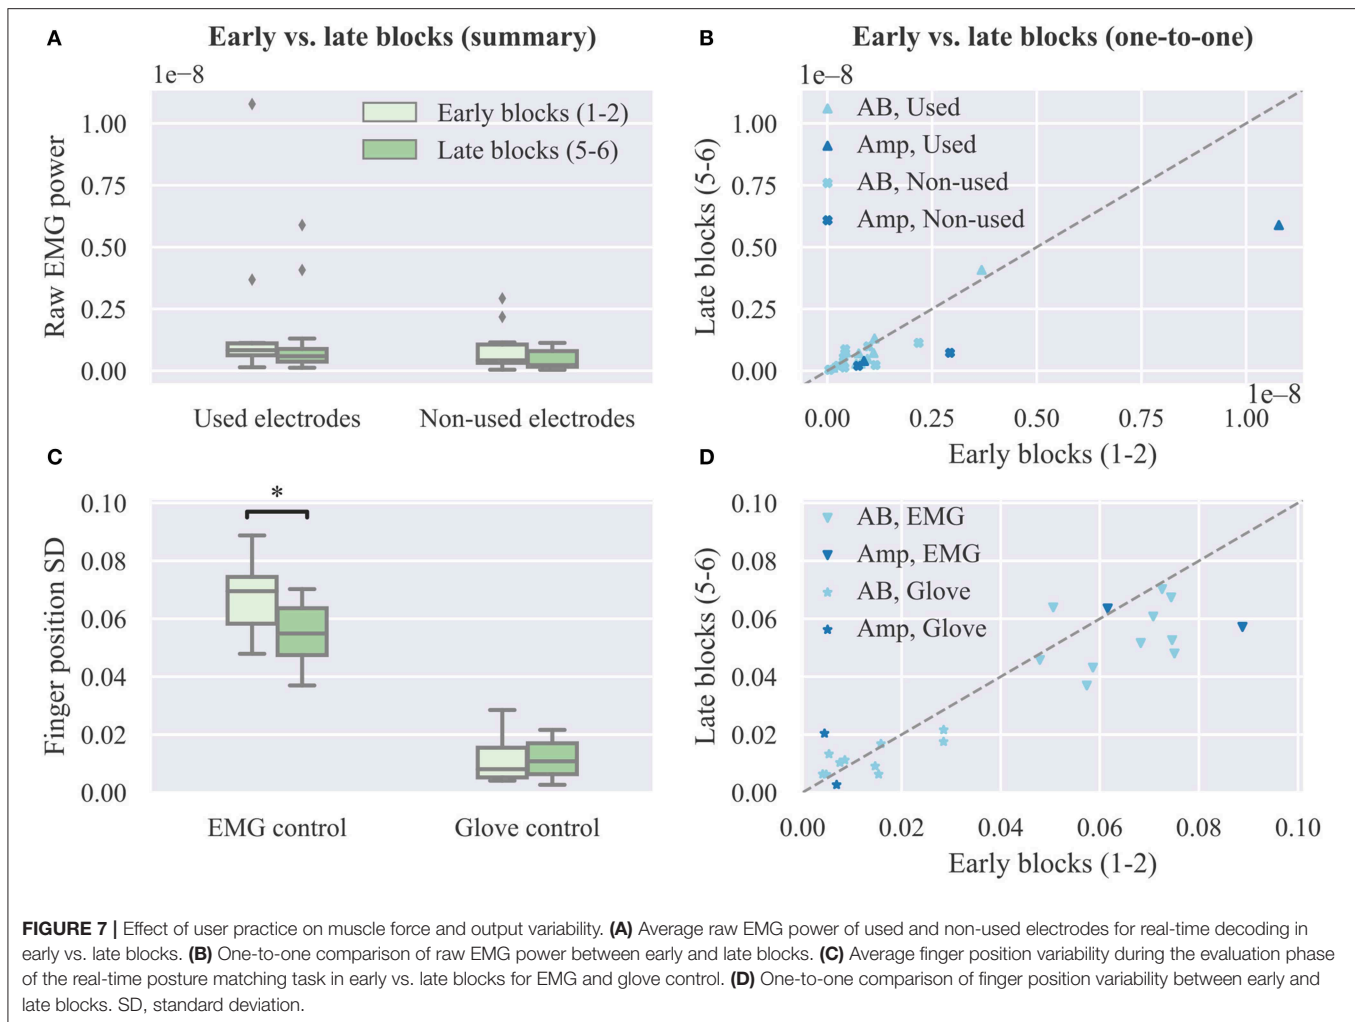 A
Early vs. late blocks (summary)
1e−8
Raw EMG power
1.00
0.75
0.50
0.25
0.00
Early blocks (1-2)
Late blocks (5-6)
Used electrodes
Non-used electrodes
B
Early vs. late blocks (one-to-one)
1e−8
Late blocks (5-6)
1.00
0.75
0.50
0.25
0.00
AB, Used
Amp, Used
AB, Non-used
Amp, Non-used
1e−8
0.00 0.25 0.50 0.75 1.00
Early blocks (1-2)
C
Finger position SD
0.10
0.08
0.06
0.04
0.02
0.00
*
EMG control
Glove control
D
Late blocks (5-6)
0.10
0.08
0.06
0.04
0.02
0.00
AB, EMG
Amp, EMG
AB, Glove
Amp, Glove
0.00 0.02 0.04 0.06 0.08 0.10
Early blocks (1-2)
FIGURE 7 | Effect of user practice on muscle force and output variability. (A) Average raw EMG power of used and non-used electrodes for real-time decoding in
early vs. late blocks. (B) One-to-one comparison of raw EMG power between early and late blocks. (C) Average finger position variability during the evaluation phase
of the real-time posture matching task in early vs. late blocks for EMG and glove control. (D) One-to-one comparison of finger position variability between early and
late blocks. SD, standard deviation.